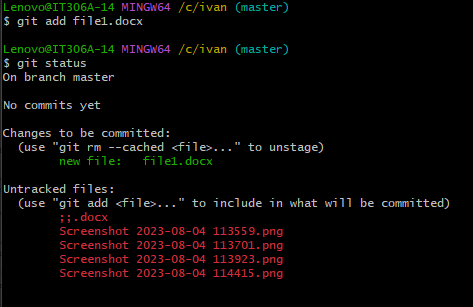 Lenovo@IT306A-14 MINGW64 /c/ivan (master)
$ git add file1.docx
Lenovo@IT306A-14 MINGW64 /c/ivan (master)
$ git status
On branch master
No commits yet
Changes to be committed:
  (use "git rm --cached <file>..." to unstage)
        new file:   file1.docx
Untracked files:
  (use "git add <file>..." to include in what will be committed)
        ;;.docx
        Screenshot 2023-08-04 113559.png
        Screenshot 2023-08-04 113701.png
        Screenshot 2023-08-04 113923.png
        Screenshot 2023-08-04 114415.png